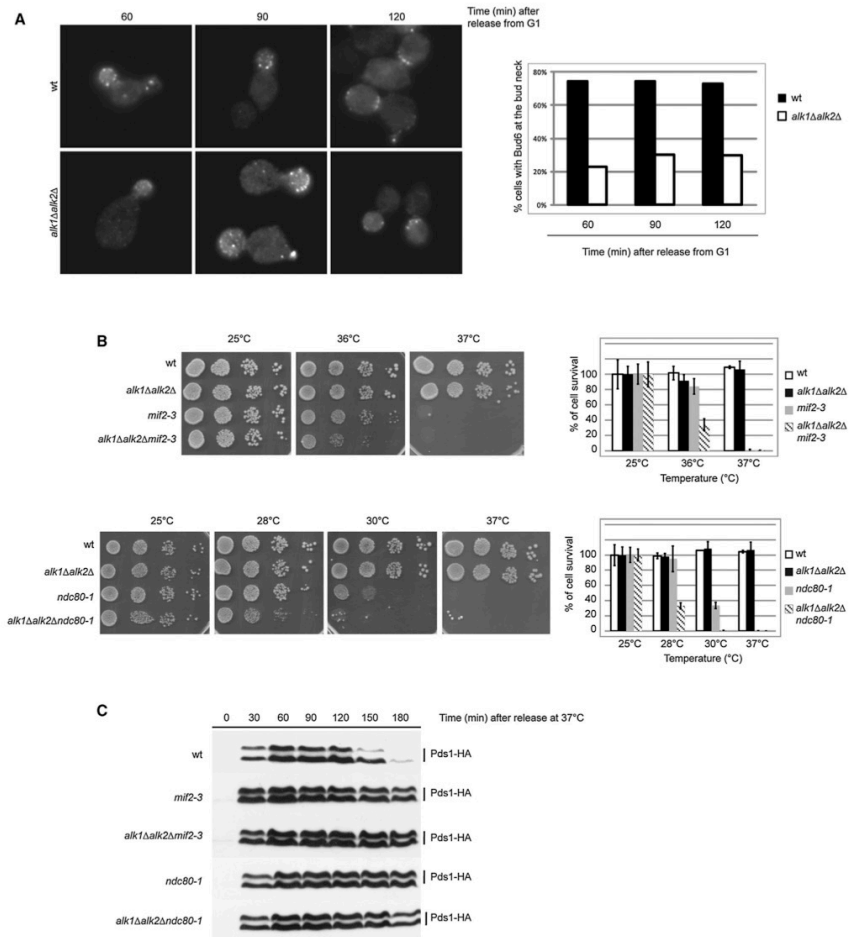 A
60
90
120
Time (min) after
release from G1
wt
alk1Δalk2Δ
% cells with Bud6 at the bud neck
80%
60%
40%
20%
0%
60
90
120
Time (min) after release from G1
wt
alk1Δalk2Δ
B
25°C
36°C
37°C
wt
alk1Δalk2Δ
mif2-3
alk1Δalk2Δmif2-3
% of cell survival
100
80
60
40
20
0
25°C
36°C
37°C
Temperature (°C)
wt
alk1Δalk2Δ
mif2-3
alk1Δalk2Δ
mif2-3
25°C
28°C
30°C
37°C
wt
alk1Δalk2Δ
ndc80-1
alk1Δalk2Δndc80-1
% of cell survival
100
80
60
40
20
0
25°C
28°C
30°C
37°C
Temperature (°C)
wt
alk1Δalk2Δ
ndc80-1
alk1Δalk2Δ
ndc80-1
C
0 30 60 90 120 150 180 Time (min) after release at 37°C
wt Pds1-HA
mif2-3 Pds1-HA
alk1Δalk2Δmif2-3 Pds1-HA
ndc80-1 Pds1-HA
alk1Δalk2Δndc80-1 Pds1-HA